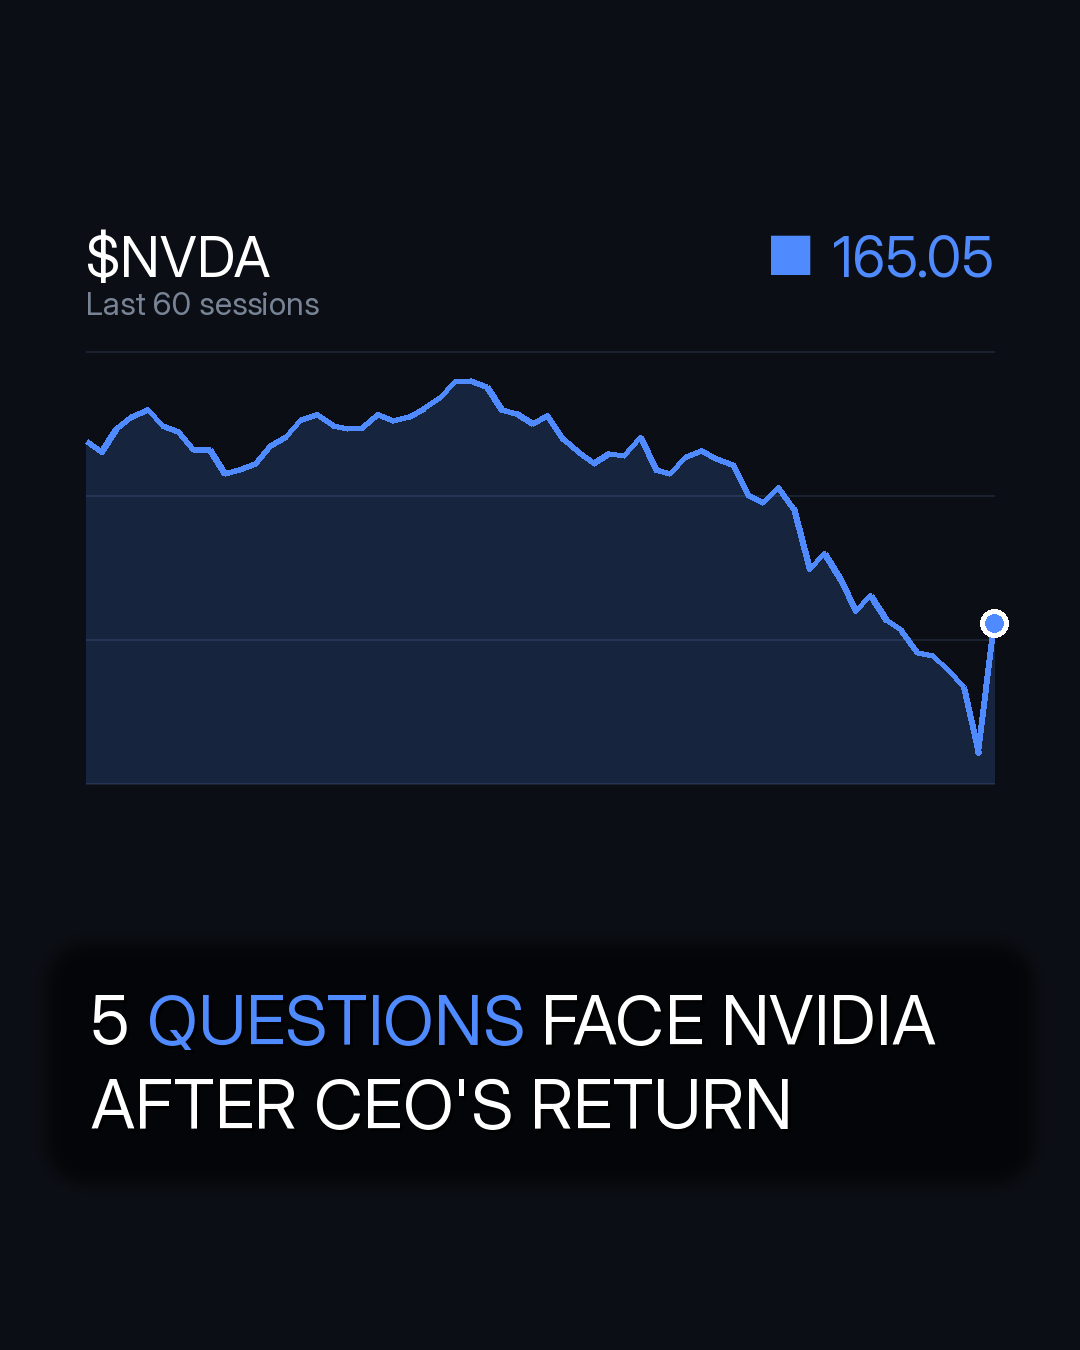 $NVDA
165.05
Last 60 sessions
5 QUESTIONS FACE NVIDIA
AFTER CEO'S RETURN